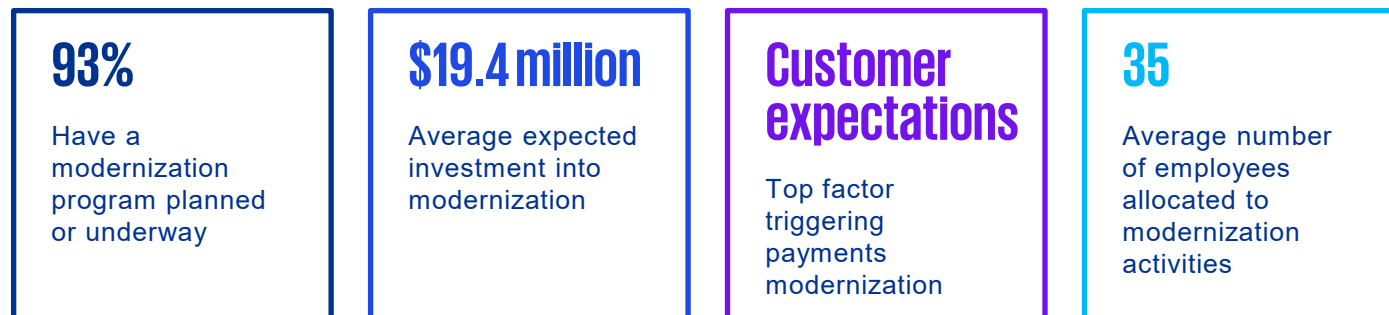 93%
Have a
modernization
program planned
or underway
$19.4 million
Average expected
investment into
modernization
Customer
expectations
Top factor
triggering
payments
modernization
35
Average number
of employees
allocated to
modernization
activities